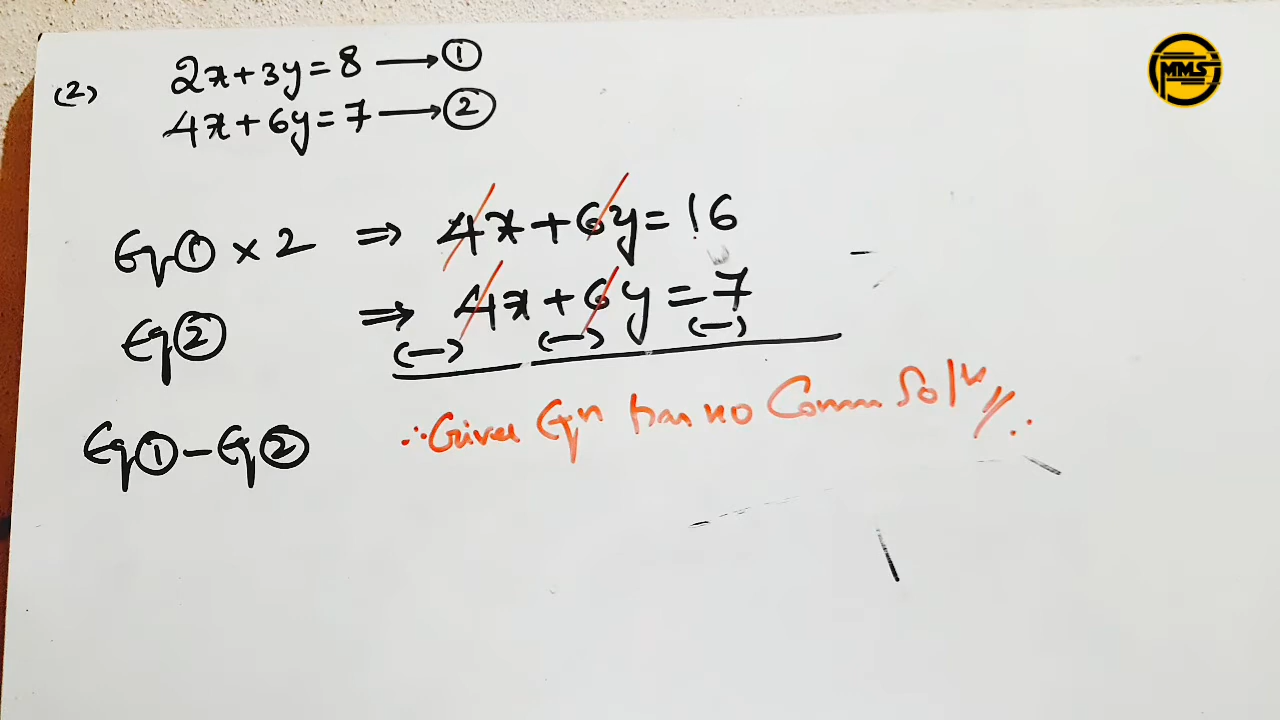 (2) 2x+3y=8 ⟶ ①
4x+6y=7 ⟶ ②
Eq① × 2 ⇒ 4x+6y=16
Eq② ⇒ 4x+6y=7
(−) (−) (−)
∴ Given Eqn has no Comm Soln //.
Eq①−Eq②
MMS